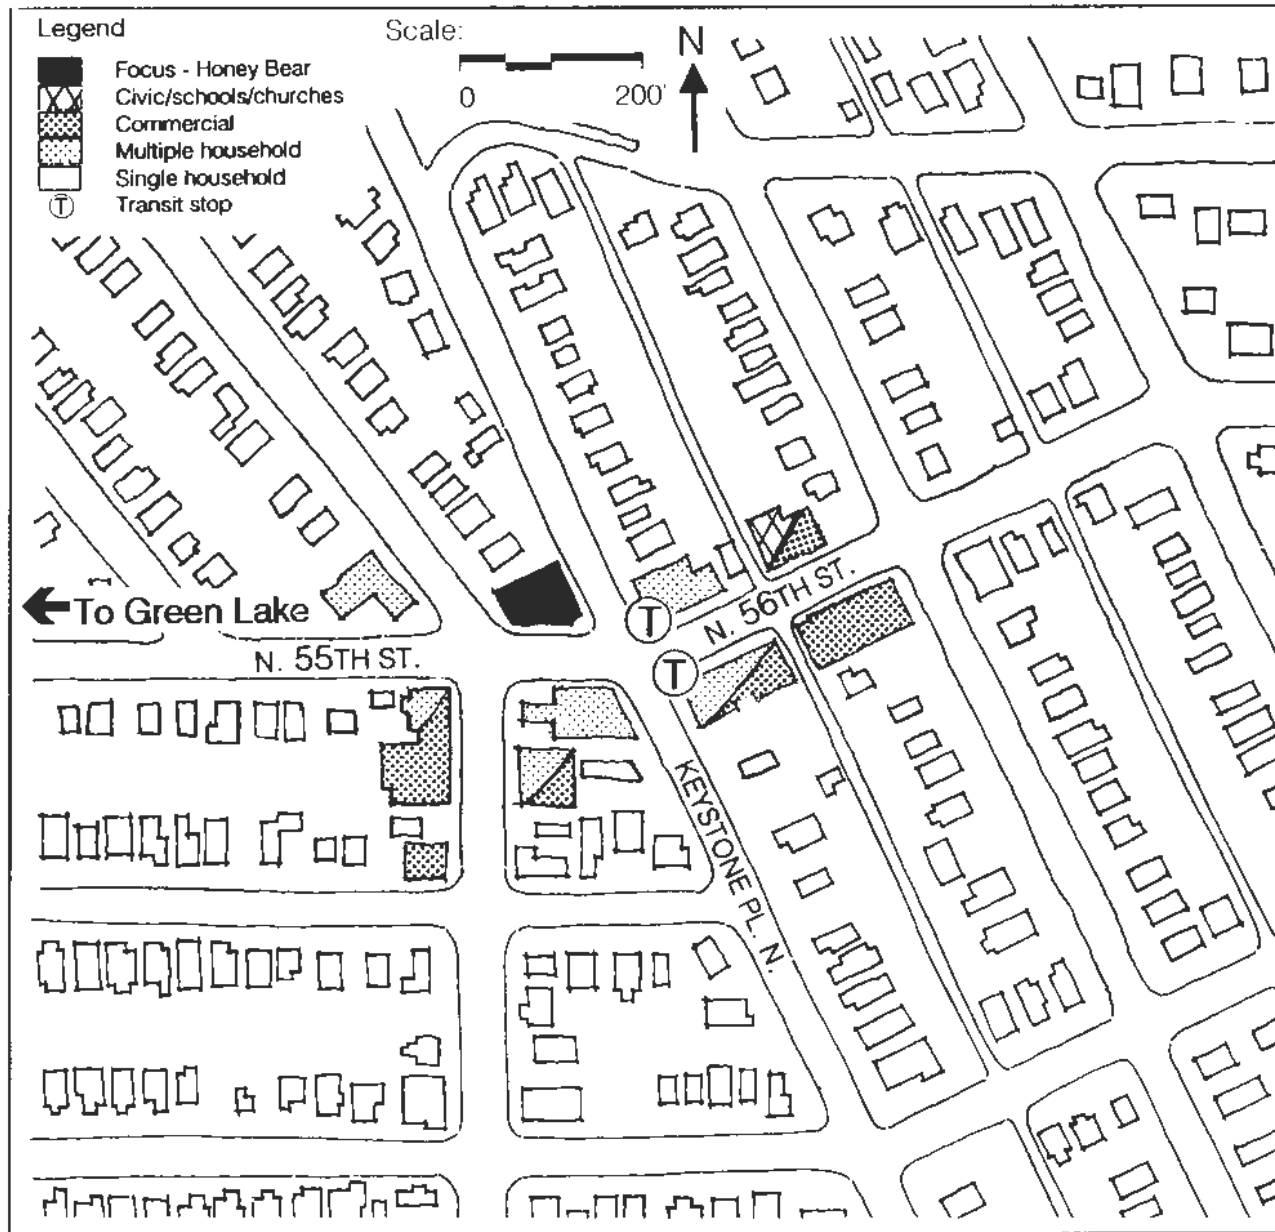 Legend
Focus - Honey Bear
Civic/schools/churches
Commercial
Multiple household
Single household
T Transit stop
Scale:
0 200'
N
To Green Lake
N. 55TH ST.
T
N. 56TH ST.
T
KEYSTONE PL. N.